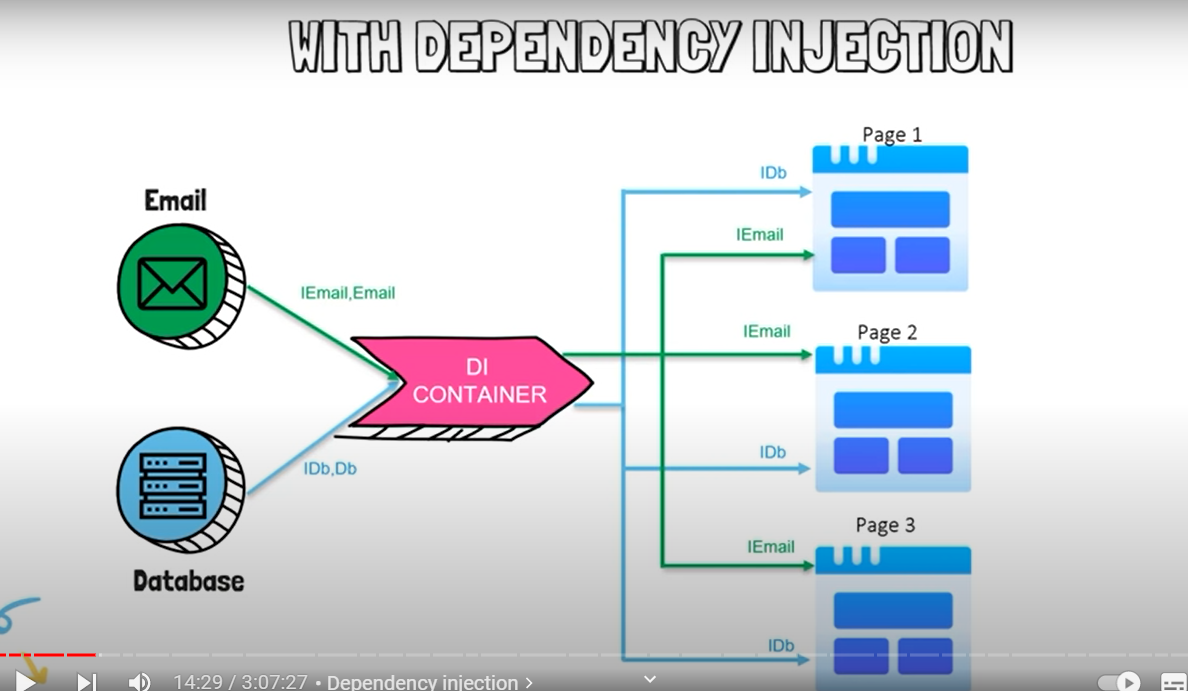 WITH DEPENDENCY INJECTION
Page 1
IDb
Email
IEmail
IEmail,Email
IEmail
Page 2
DI
CONTAINER
IDb
IDb,Db
Page 3
IEmail
Database
IDb
14:29 / 3:07:27 • Dependency injection >